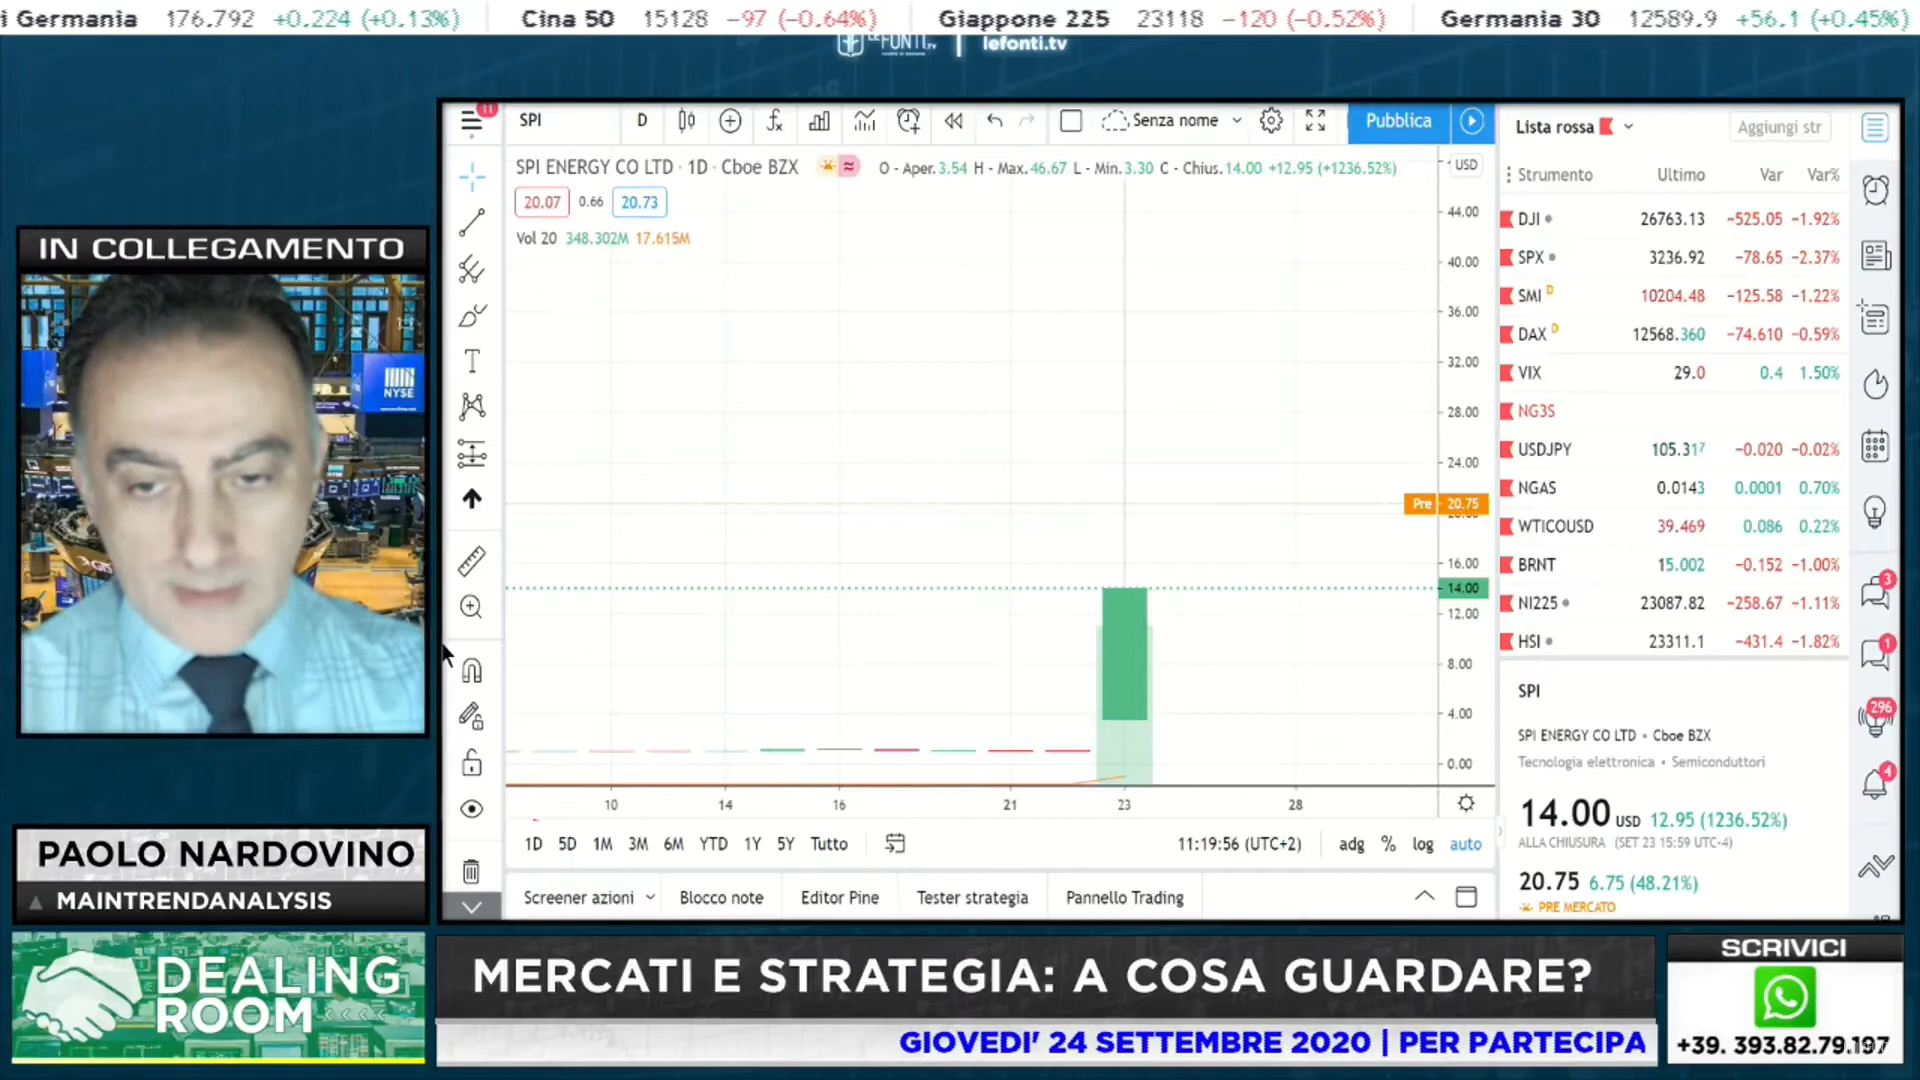 i Germania 176.792 +0.224 (+0.13%) Cina 50 15128 −97 (−0.64%) Giappone 225 23118 −120 (−0.52%) Germania 30 12589.9 +56.1 (+0.45%)
LEFONTI.TV | lefonti.tv
11 SPI D Senza nome Pubblica
Lista rossa Aggiungi str
SPI ENERGY CO LTD · 1D · Cboe BZX O - Aper.3.54 H - Max.46.67 L - Min.3.30 C - Chius.14.00 +12.95 (+1236.52%) USD
20.07 0.66 20.73
Vol 20 348.302M 17.615M
44.00
40.00
36.00
32.00
28.00
24.00
Pre 20.75
16.00
14.00
12.00
8.00
4.00
0.00
10 14 16 21 23 28
1D 5D 1M 3M 6M YTD 1Y 5Y Tutto 11:19:56 (UTC+2) adg % log auto
Screener azioni Blocco note Editor Pine Tester strategia Pannello Trading
Strumento Ultimo Var Var%
DJI 26763.13 −525.05 −1.92%
SPX 3236.92 −78.65 −2.37%
SMI D 10204.48 −125.58 −1.22%
DAX D 12568.360 −74.610 −0.59%
VIX 29.0 0.4 1.50%
NG3S
USDJPY 105.317 −0.020 −0.02%
NGAS 0.0143 0.0001 0.70%
WTICOUSD 39.469 0.086 0.22%
BRNT 15.002 −0.152 −1.00%
NI225 23087.82 −258.67 −1.11%
HSI 23311.1 −431.4 −1.82%
SPI
SPI ENERGY CO LTD • Cboe BZX
Tecnologia elettronica • Semiconduttori
14.00 USD 12.95 (1236.52%)
ALLA CHIUSURA (SET 23 15:59 UTC-4)
20.75 6.75 (48.21%)
PRE MERCATO
3
1
296
4
IN COLLEGAMENTO
NYSE
PAOLO NARDOVINO
MAINTRENDANALYSIS
DEALING
ROOM
MERCATI E STRATEGIA: A COSA GUARDARE?
GIOVEDI' 24 SETTEMBRE 2020 | PER PARTECIPA
SCRIVICI
+39. 393.82.79.197